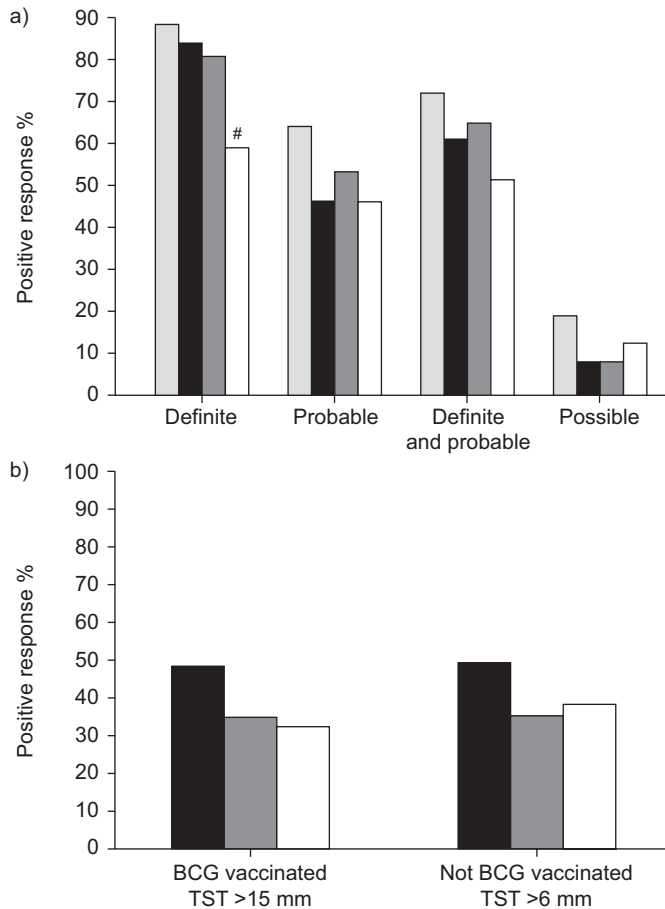 a)
90
80
70
60
50
40
30
20
10
0
Positive response %
#
Definite
Probable
Definite
and probable
Possible
b)
100
90
80
70
60
50
40
30
20
10
0
Positive response %
BCG vaccinated
TST >15 mm
Not BCG vaccinated
TST >6 mm